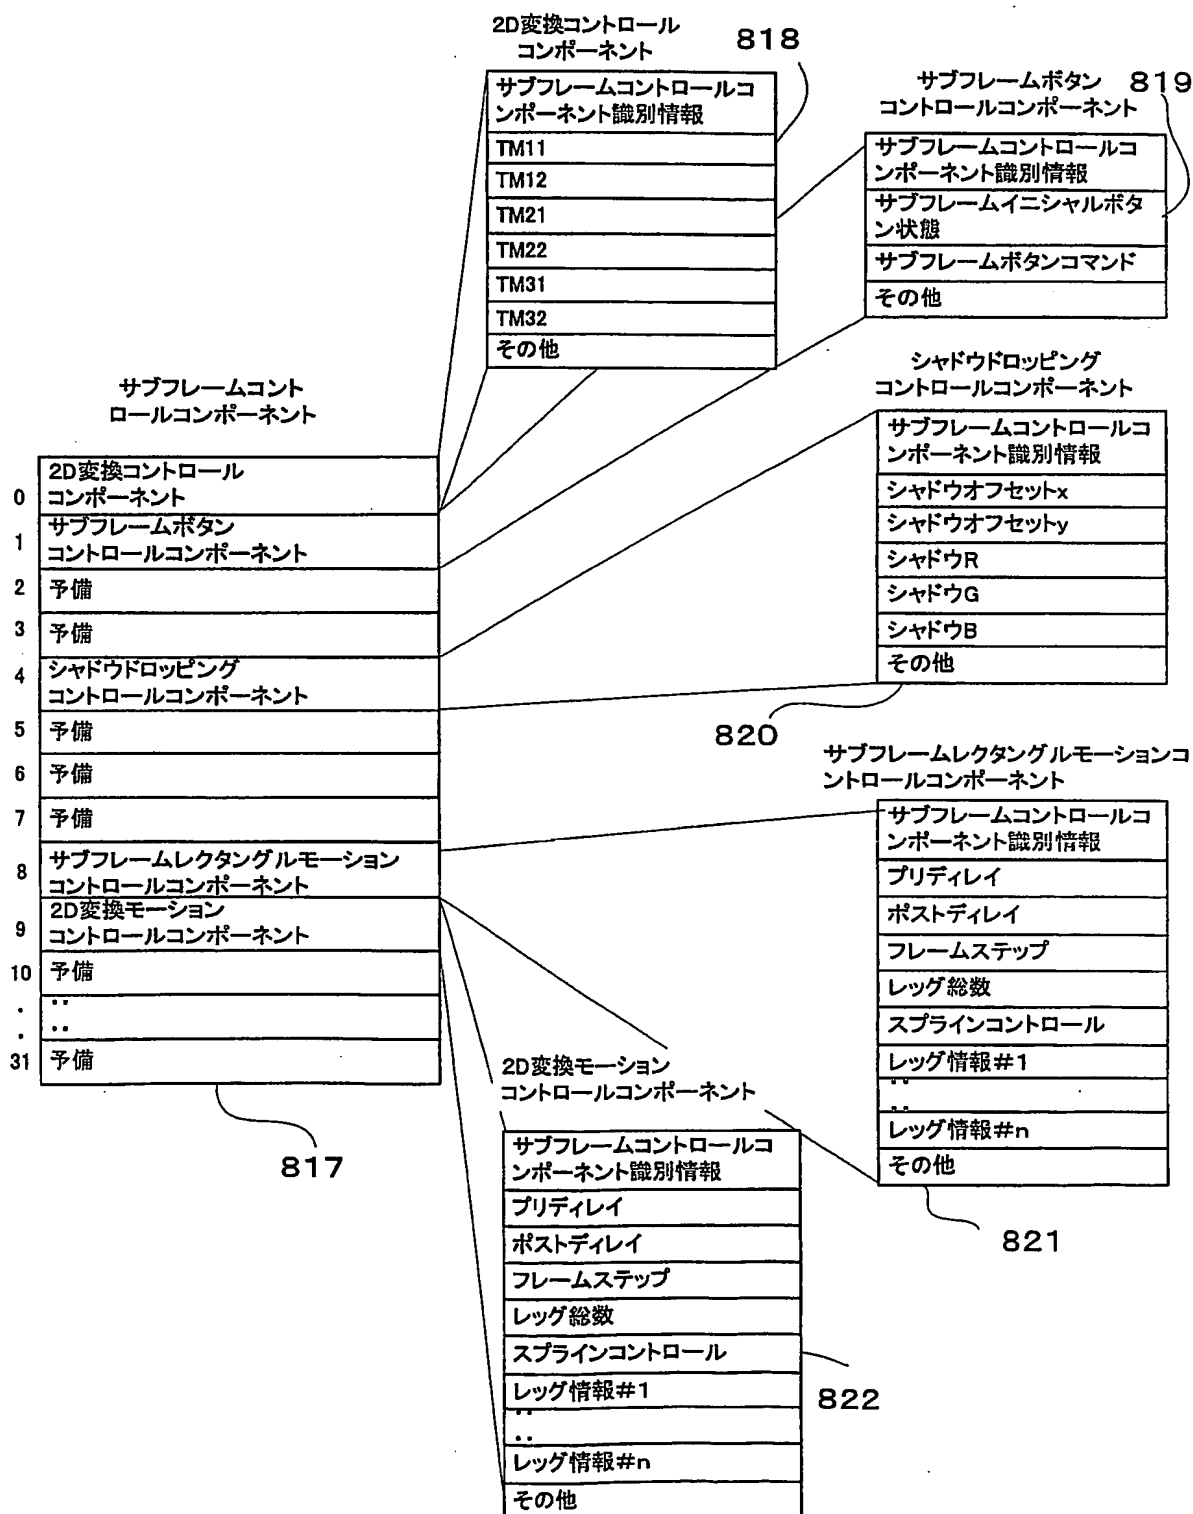 2D変換コントロール
コンポーネント
818
サブフレームコントロールコ
ンポーネント識別情報
TM11
TM12
TM21
TM22
TM31
TM32
その他
サブフレームボタン
コントロールコンポーネント
819
サブフレームコントロールコ
ンポーネント識別情報
サブフレームイニシャルボタ
ン状態
サブフレームボタンコマンド
その他
シャドウドロッピング
コントロールコンポーネント
サブフレームコントロールコ
ンポーネント識別情報
シャドウオフセットx
シャドウオフセットy
シャドウR
シャドウG
シャドウB
その他
820
サブフレームコント
ロールコンポーネント
0 2D変換コントロール
コンポーネント
1 サブフレームボタン
コントロールコンポーネント
2 予備
3 予備
4 シャドウドロッピング
コントロールコンポーネント
5 予備
6 予備
7 予備
8 サブフレームレクタングルモーション
コントロールコンポーネント
9 2D変換モーション
コントロールコンポーネント
10 予備
・ ‥
・ ‥
31 予備
817
サブフレームレクタングルモーションコ
ントロールコンポーネント
サブフレームコントロールコ
ンポーネント識別情報
プリディレイ
ポストディレイ
フレームステップ
レッグ総数
スプラインコントロール
レッグ情報#1
‥
‥
レッグ情報#n
その他
821
2D変換モーション
コントロールコンポーネント
サブフレームコントロールコ
ンポーネント識別情報
プリディレイ
ポストディレイ
フレームステップ
レッグ総数
スプラインコントロール
レッグ情報#1
‥
‥
レッグ情報#n
その他
822